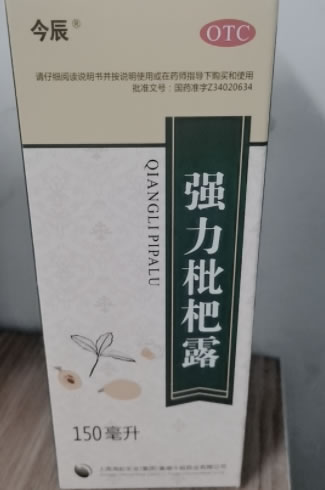 今辰®
OTC
请仔细阅读说明书并按说明使用或在药师指导下购买和使用
批准文号：国药准字Z34020634
QIANGLI PIPALU
强力枇杷露
150毫升